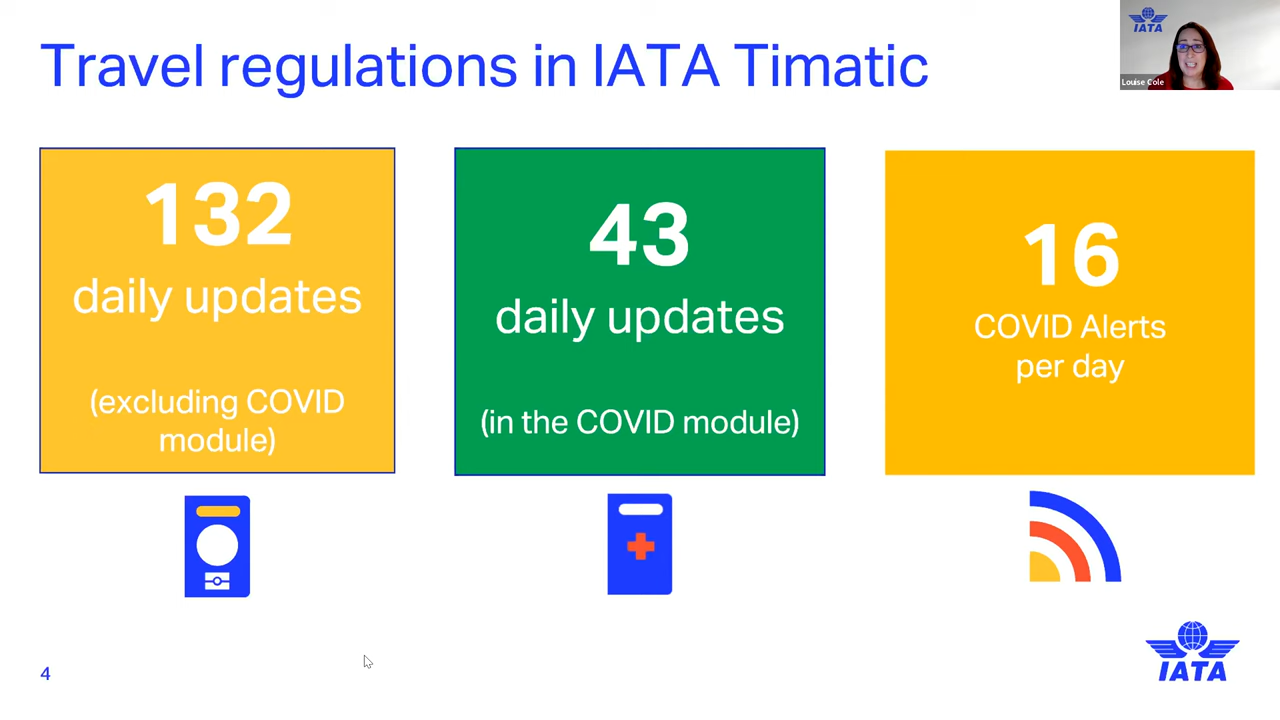 Travel regulations in IATA Timatic
IATA
Louise Cole
132
daily updates
(excluding COVID
module)
43
daily updates
(in the COVID module)
16
COVID Alerts
per day
4
IATA